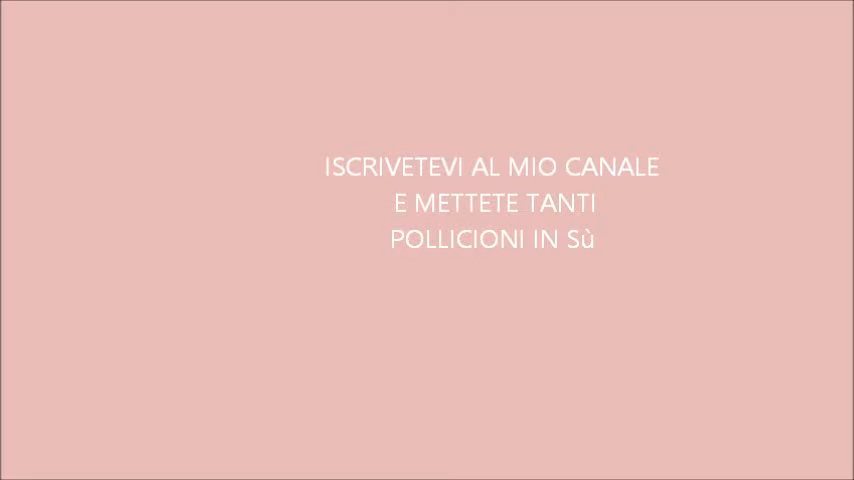 ISCRIVETEVI AL MIO CANALE
E METTETE TANTI
POLLICIONI IN Sù